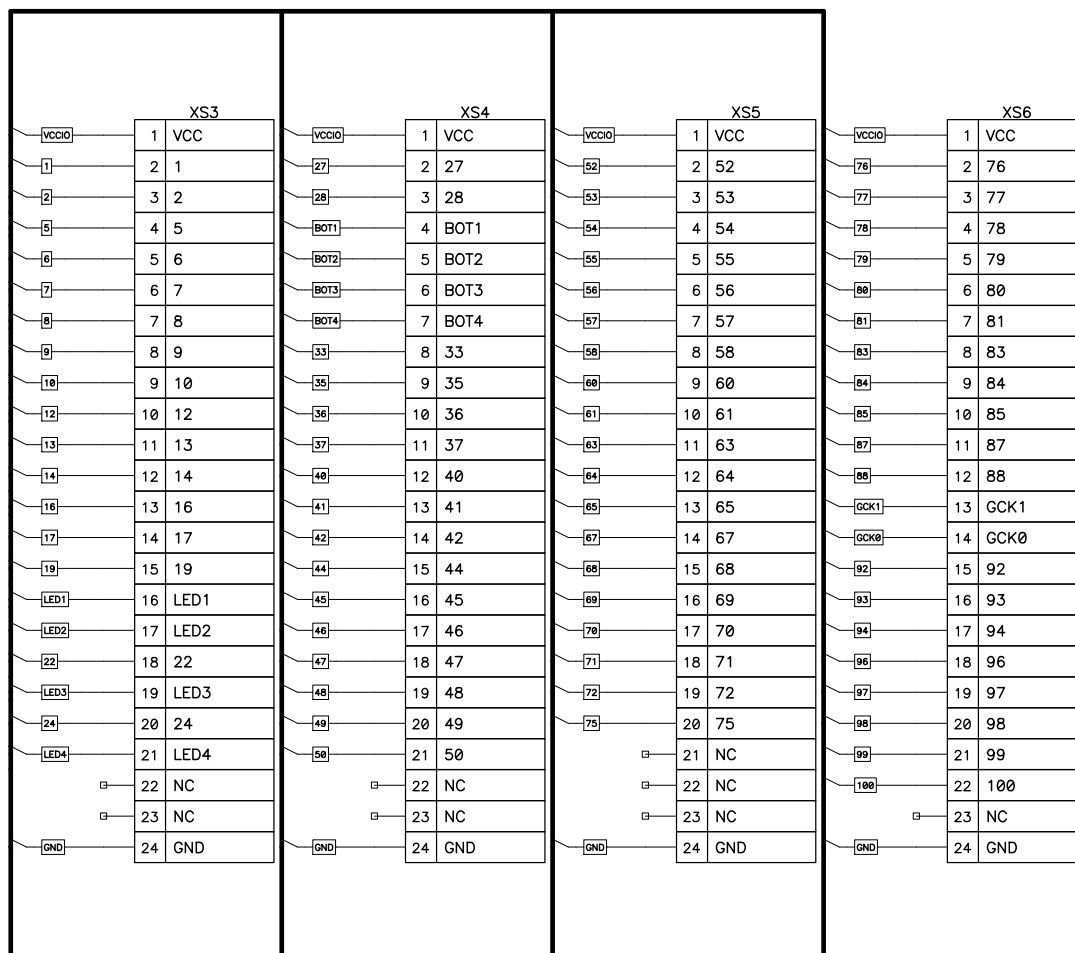 XS3 XS4 XS5 XS6
VCCIO 1 VCC VCCIO 1 VCC VCCIO 1 VCC VCCIO 1 VCC
1 2 1 27 2 27 52 2 52 76 2 76
2 3 2 28 3 28 53 3 53 77 3 77
5 4 5 BOT1 4 BOT1 54 4 54 78 4 78
6 5 6 BOT2 5 BOT2 55 5 55 79 5 79
7 6 7 BOT3 6 BOT3 56 6 56 80 6 80
8 7 8 BOT4 7 BOT4 57 7 57 81 7 81
9 8 9 33 8 33 58 8 58 83 8 83
10 9 10 35 9 35 60 9 60 84 9 84
12 10 12 36 10 36 61 10 61 85 10 85
13 11 13 37 11 37 63 11 63 87 11 87
14 12 14 40 12 40 64 12 64 88 12 88
16 13 16 41 13 41 65 13 65 GCK1 13 GCK1
17 14 17 42 14 42 67 14 67 GCK0 14 GCK0
19 15 19 44 15 44 68 15 68 92 15 92
LED1 16 LED1 45 16 45 69 16 69 93 16 93
LED2 17 LED2 46 17 46 70 17 70 94 17 94
22 18 22 47 18 47 71 18 71 96 18 96
LED3 19 LED3 48 19 48 72 19 72 97 19 97
24 20 24 49 20 49 75 20 75 98 20 98
LED4 21 LED4 50 21 50 21 NC 99 21 99
22 NC 22 NC 22 NC 100 22 100
23 NC 23 NC 23 NC 23 NC
GND 24 GND GND 24 GND GND 24 GND GND 24 GND